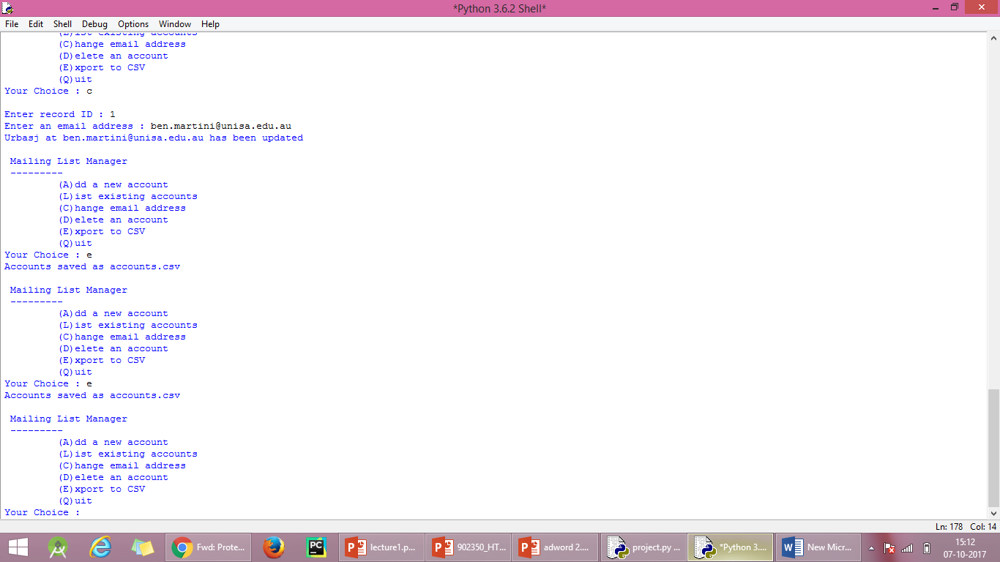 *Python 3.6.2 Shell*
File Edit Shell Debug Options Window Help
(L)ist existing accounts
(C)hange email address
(D)elete an account
(E)xport to CSV
(Q)uit
Your Choice : c
Enter record ID : 1
Enter an email address : ben.martini@unisa.edu.au
Urbasj at ben.martini@unisa.edu.au has been updated
Mailing List Manager
---------
(A)dd a new account
(L)ist existing accounts
(C)hange email address
(D)elete an account
(E)xport to CSV
(Q)uit
Your Choice : e
Accounts saved as accounts.csv
Mailing List Manager
---------
(A)dd a new account
(L)ist existing accounts
(C)hange email address
(D)elete an account
(E)xport to CSV
(Q)uit
Your Choice : e
Accounts saved as accounts.csv
Mailing List Manager
---------
(A)dd a new account
(L)ist existing accounts
(C)hange email address
(D)elete an account
(E)xport to CSV
(Q)uit
Your Choice :
Ln: 178 Col: 14
PC Fwd: Prote... lecture1.p... 902350_HT... adword 2.... project.py ... *Python 3.... New Micr... 15:12
07-10-2017